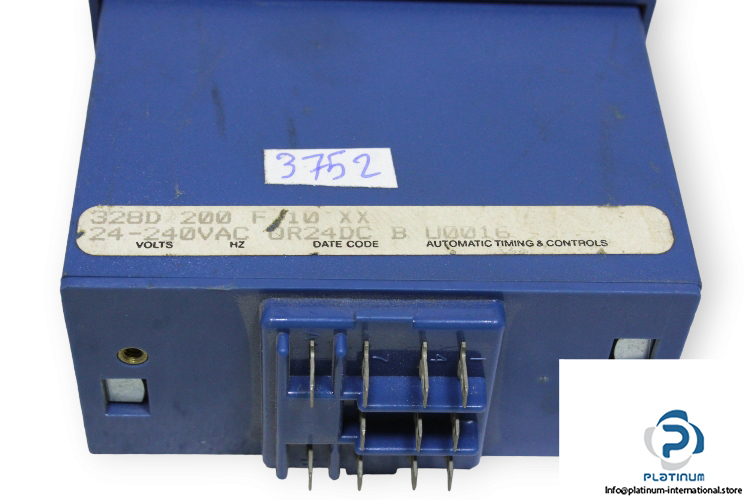 3752
328D 200 F 10 XX
24-240VAC OR24DC B U0016
VOLTS HZ DATE CODE AUTOMATIC TIMING & CONTROLS
PLATINUM
Info@platinum-international.store